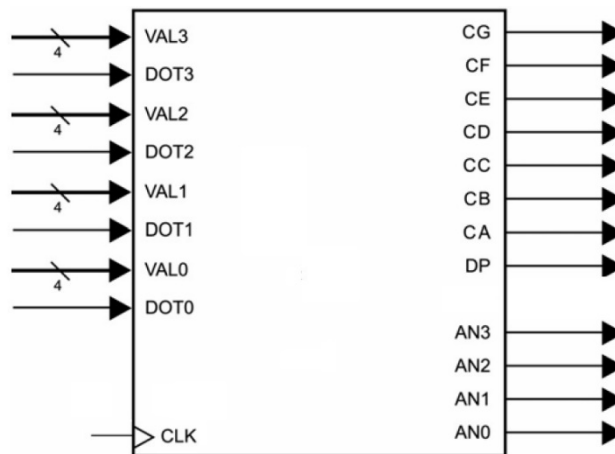 VAL3
4
DOT3
VAL2
4
DOT2
VAL1
4
DOT1
VAL0
4
DOT0
CLK
CG
CF
CE
CD
CC
CB
CA
DP
AN3
AN2
AN1
AN0